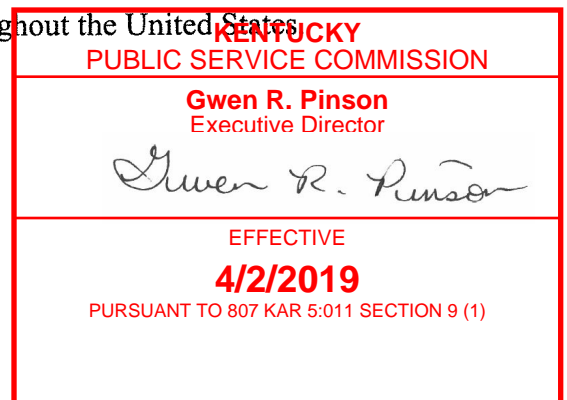 ghout the United States.
KENTUCKY
PUBLIC SERVICE COMMISSION
Gwen R. Pinson
Executive Director
Gwen R. Pinson
EFFECTIVE
4/2/2019
PURSUANT TO 807 KAR 5:011 SECTION 9 (1)